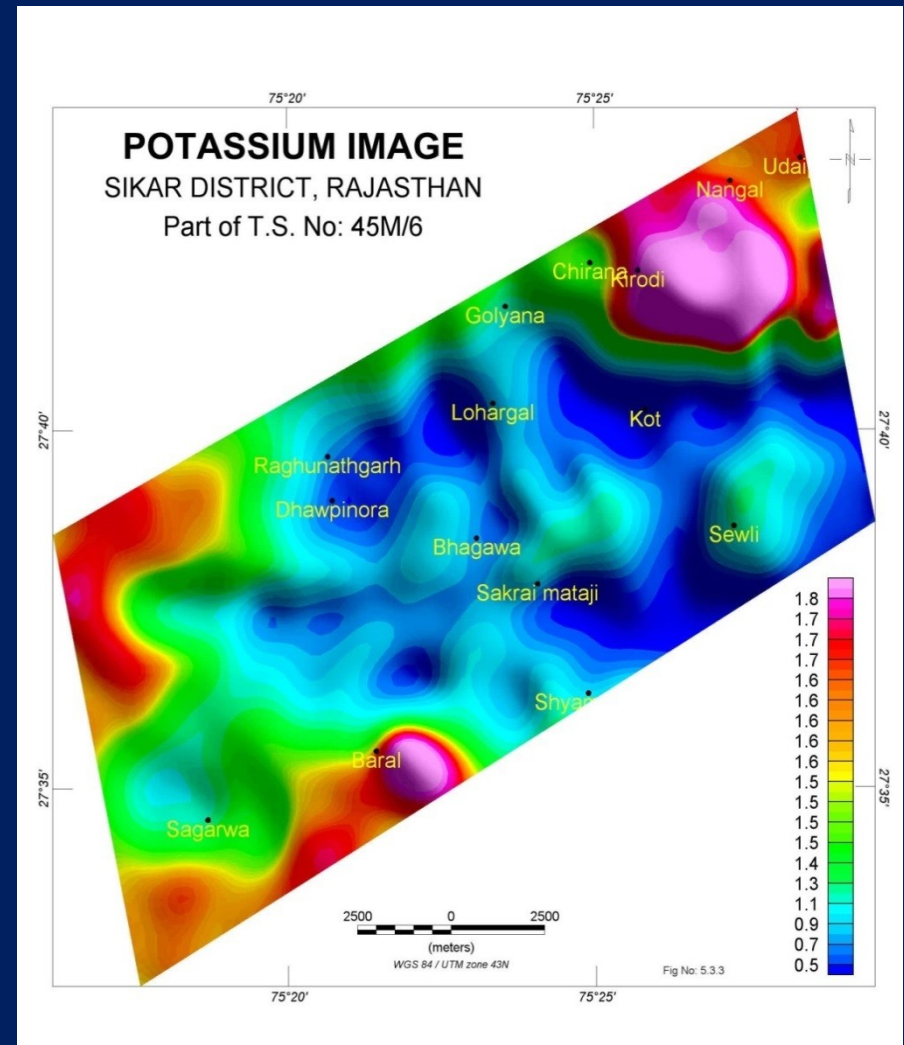 75°20'
75°25'
POTASSIUM IMAGE
SIKAR DISTRICT, RAJASTHAN
Part of T.S. No: 45M/6
N
Udai
Nangal
Chirana
Kirodi
Golyana
Lohargal
Kot
27°40'
27°40'
Raghunathgarh
Dhawpinora
Bhagawa
Sewli
Sakrai mataji
Shyam
Baral
Sagarwa
27°35'
27°35'
1.8
1.7
1.7
1.7
1.6
1.6
1.6
1.6
1.6
1.5
1.5
1.5
1.4
1.3
1.1
0.9
0.7
0.5
2500 0 2500
(meters)
WGS 84 / UTM zone 43N
Fig No: 5.3.3
75°20'
75°25'